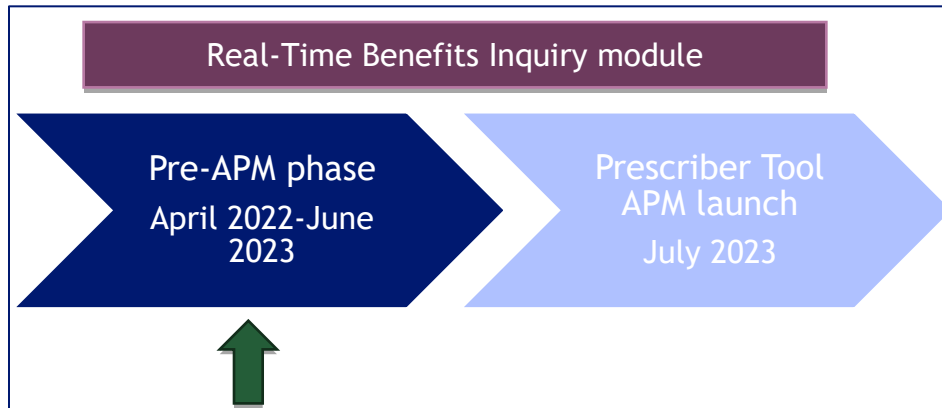 Real-Time Benefits Inquiry module
Pre-APM phase
April 2022-June
2023
Prescriber Tool
APM launch
July 2023